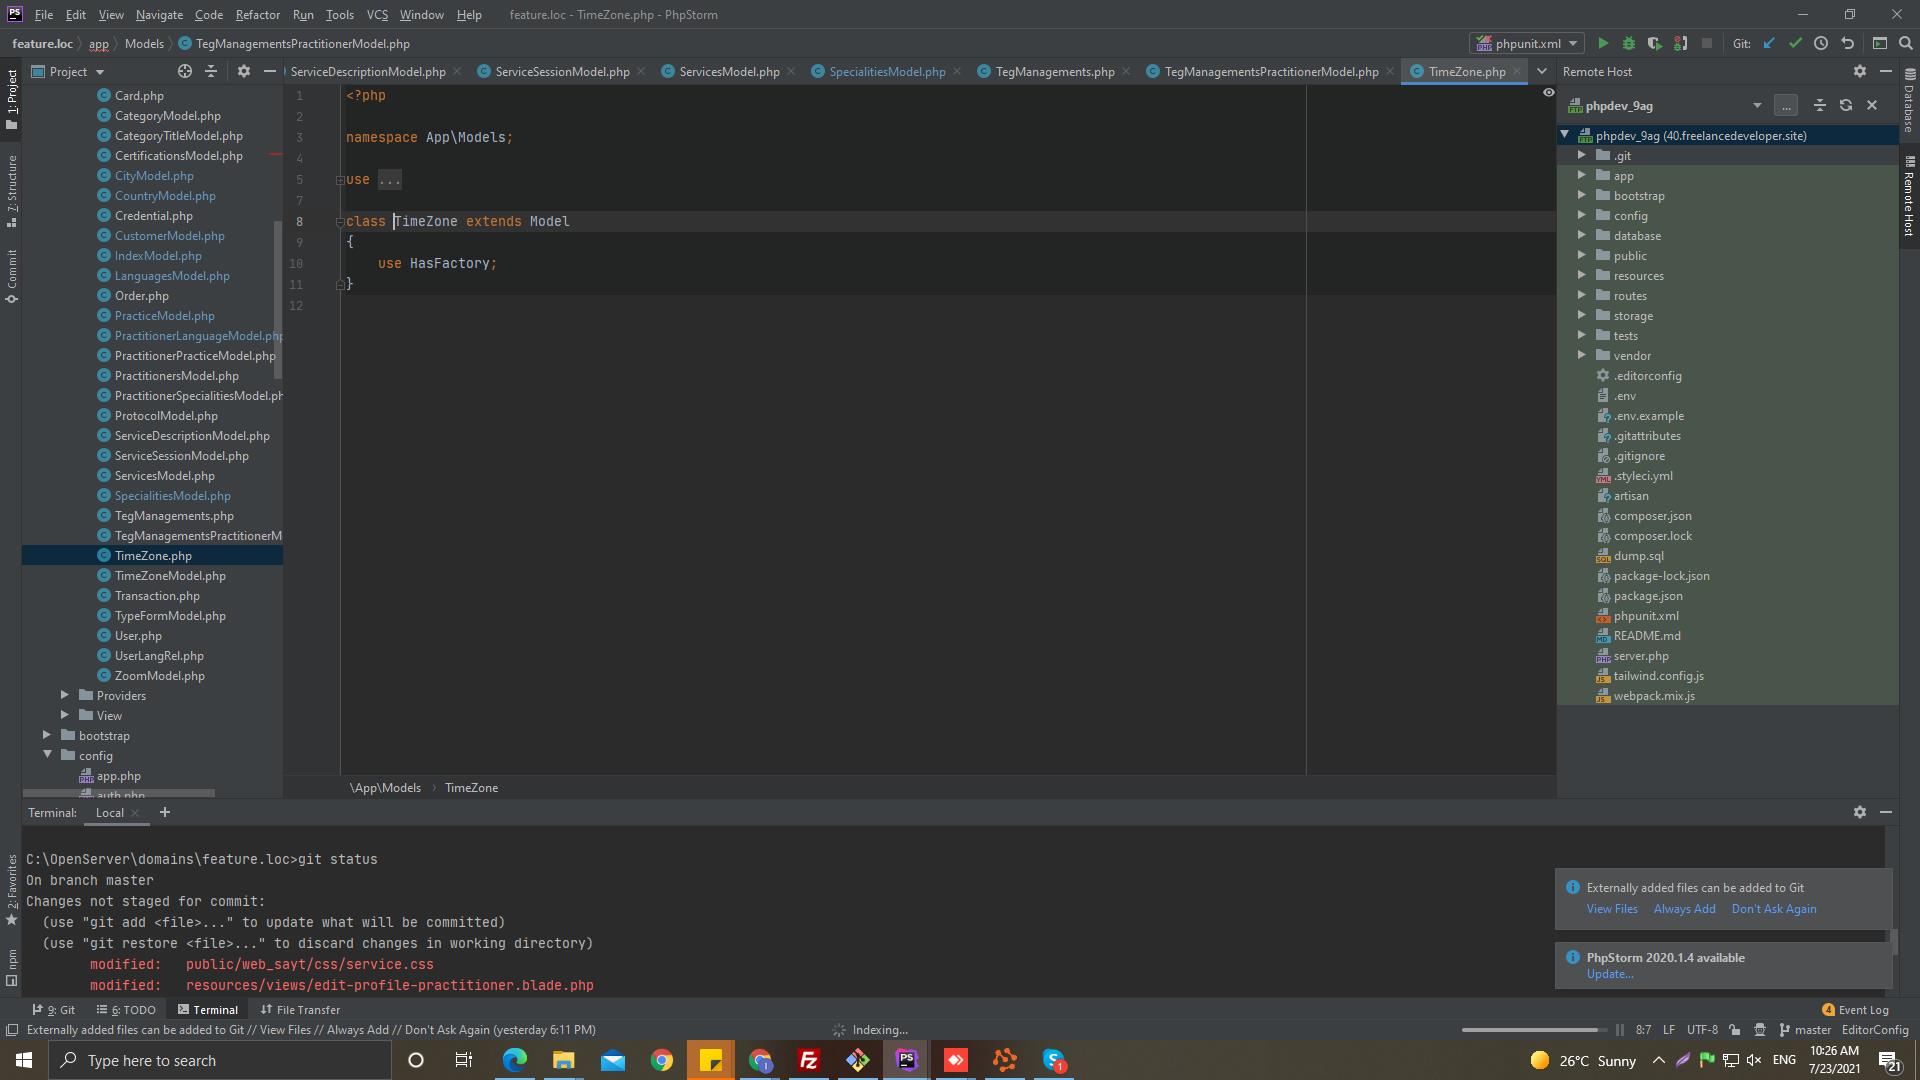 PS File Edit View Navigate Code Refactor Run Tools VCS Window Help feature.loc - TimeZone.php - PhpStorm
feature.loc app Models TegManagementsPractitionerModel.php
phpunit.xml Git:
Project
ServiceDescriptionModel.php ServiceSessionModel.php ServicesModel.php SpecialitiesModel.php TegManagements.php TegManagementsPractitionerModel.php TimeZone.php
1: Project
7: Structure
Commit
2: Favorites
npm
Card.php
CategoryModel.php
CategoryTitleModel.php
CertificationsModel.php
CityModel.php
CountryModel.php
Credential.php
CustomerModel.php
IndexModel.php
LanguagesModel.php
Order.php
PracticeModel.php
PractitionerLanguageModel.php
PractitionerPracticeModel.php
PractitionersModel.php
PractitionerSpecialitiesModel.ph
ProtocolModel.php
ServiceDescriptionModel.php
ServiceSessionModel.php
ServicesModel.php
SpecialitiesModel.php
TegManagements.php
TegManagementsPractitionerM
TimeZone.php
TimeZoneModel.php
Transaction.php
TypeFormModel.php
User.php
UserLangRel.php
ZoomModel.php
Providers
View
bootstrap
config
app.php
auth.php
1 <?php
2
3 namespace App\Models;
4
5 use ...
7
8 class TimeZone extends Model
9 {
10 use HasFactory;
11 }
12
\App\Models › TimeZone
Remote Host
phpdev_9ag
...
phpdev_9ag (40.freelancedeveloper.site)
.git
app
bootstrap
config
database
public
resources
routes
storage
tests
vendor
.editorconfig
.env
.env.example
.gitattributes
.gitignore
.styleci.yml
artisan
composer.json
composer.lock
dump.sql
package-lock.json
package.json
phpunit.xml
README.md
server.php
tailwind.config.js
webpack.mix.js
Database
Remote Host
Terminal: Local +
C:\OpenServer\domains\feature.loc>git status
On branch master
Changes not staged for commit:
(use "git add <file>..." to update what will be committed)
(use "git restore <file>..." to discard changes in working directory)
modified: public/web_sayt/css/service.css
modified: resources/views/edit-profile-practitioner.blade.php
Externally added files can be added to Git
View Files Always Add Don't Ask Again
PhpStorm 2020.1.4 available
Update...
9: Git 6: TODO Terminal File Transfer
4 Event Log
Externally added files can be added to Git // View Files // Always Add // Don't Ask Again (yesterday 6:11 PM)
Indexing...
8:7 LF UTF-8 master EditorConfig
Type here to search
26°C Sunny
ENG
10:26 AM
7/23/2021
21